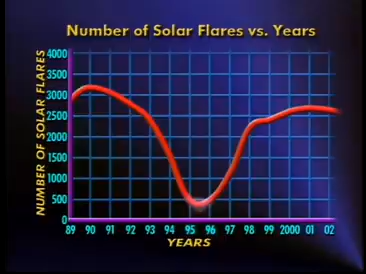 Number of Solar Flares vs. Years
NUMBER OF SOLAR FLARES
4000
3500
3000
2500
2000
1500
1000
500
0
89 90 91 92 93 94 95 96 97 98 99 2000 01 02
YEARS